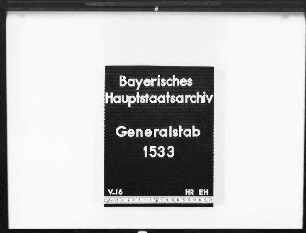 Bayerisches
Hauptstaatsarchiv
Generalstab
1533
V.16 HR EH